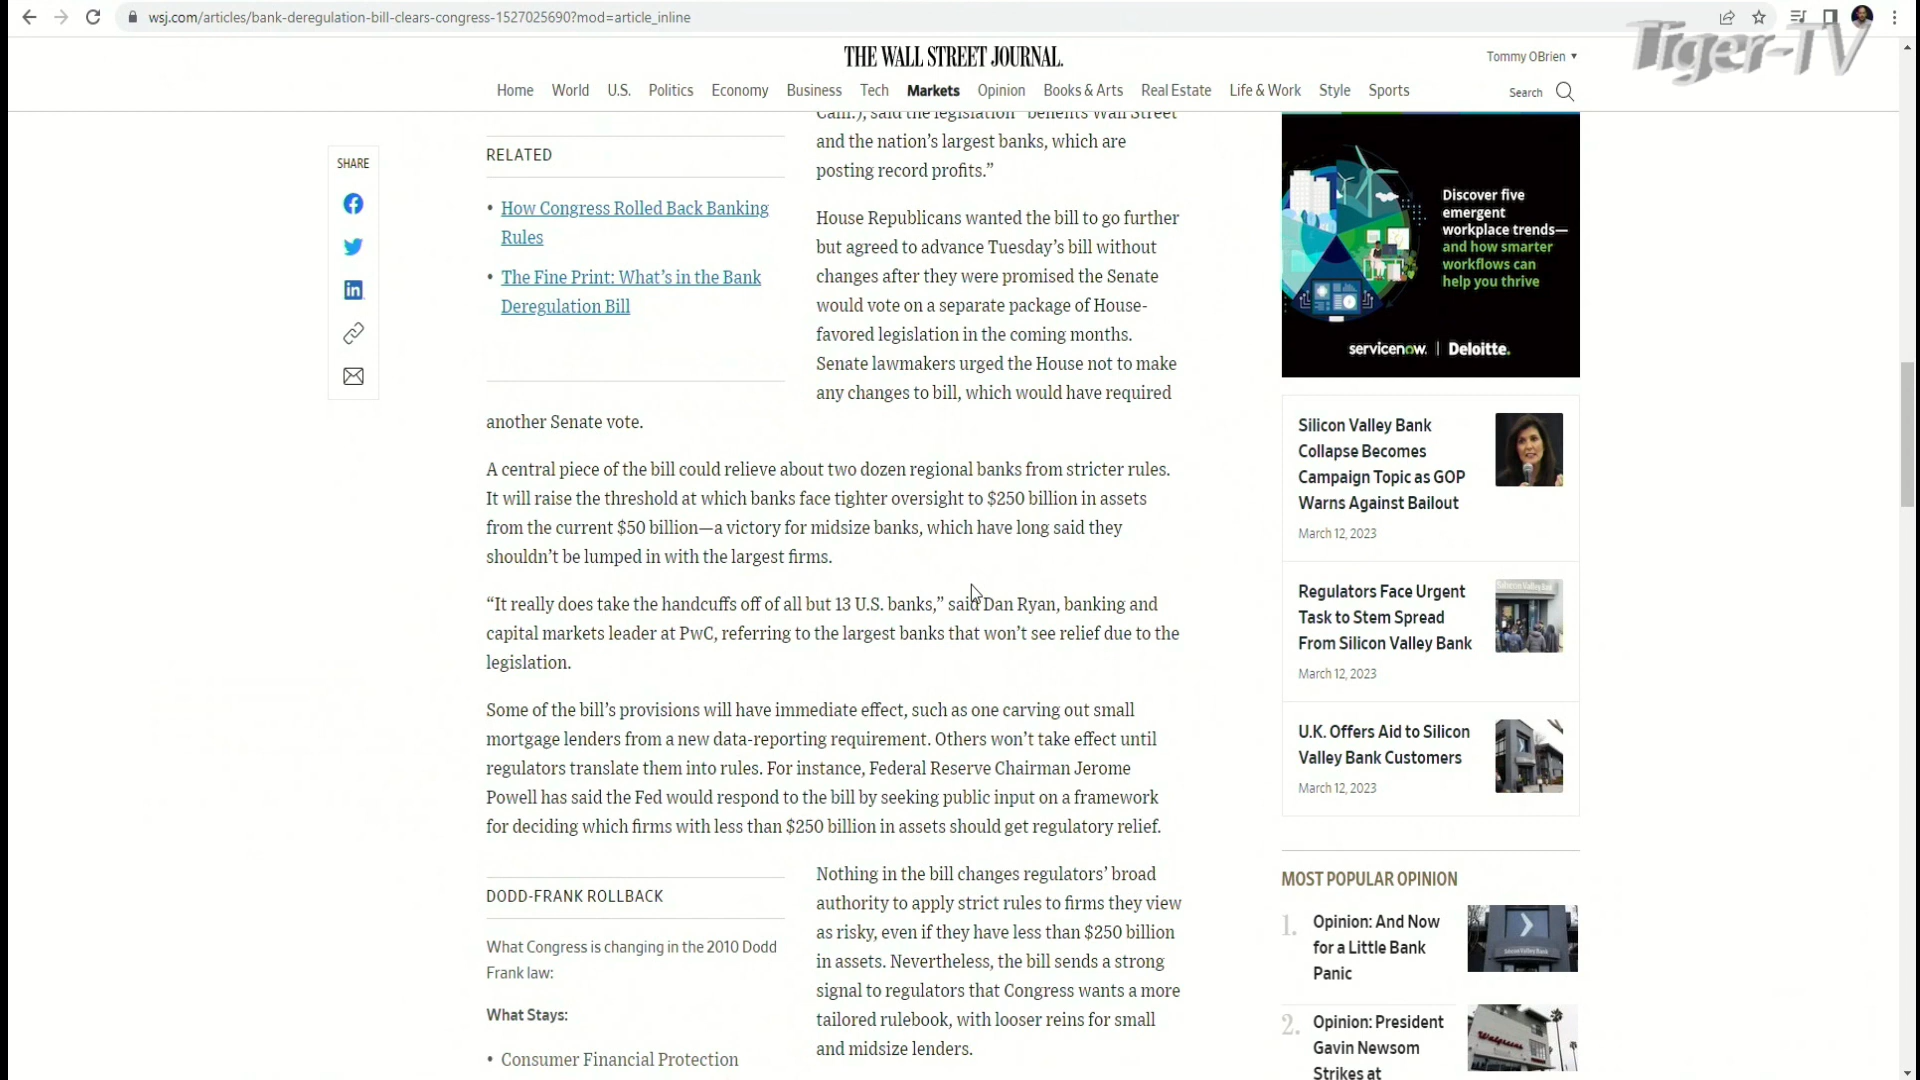 wsj.com/articles/bank-deregulation-bill-clears-congress-1527025690?mod=article_inline
Tiger-TV
THE WALL STREET JOURNAL.
Tommy OBrien
Home World U.S. Politics Economy Business Tech Markets Opinion Books & Arts Real Estate Life & Work Style Sports
Search
SHARE
RELATED
• How Congress Rolled Back Banking
Rules
• The Fine Print: What's in the Bank
Deregulation Bill
Calif.), said the legislation “benefits Wall Street
and the nation's largest banks, which are
posting record profits.”
House Republicans wanted the bill to go further
but agreed to advance Tuesday's bill without
changes after they were promised the Senate
would vote on a separate package of House-
favored legislation in the coming months.
Senate lawmakers urged the House not to make
any changes to bill, which would have required
another Senate vote.
A central piece of the bill could relieve about two dozen regional banks from stricter rules.
It will raise the threshold at which banks face tighter oversight to $250 billion in assets
from the current $50 billion—a victory for midsize banks, which have long said they
shouldn't be lumped in with the largest firms.
“It really does take the handcuffs off of all but 13 U.S. banks,” said Dan Ryan, banking and
capital markets leader at PwC, referring to the largest banks that won't see relief due to the
legislation.
Some of the bill's provisions will have immediate effect, such as one carving out small
mortgage lenders from a new data-reporting requirement. Others won't take effect until
regulators translate them into rules. For instance, Federal Reserve Chairman Jerome
Powell has said the Fed would respond to the bill by seeking public input on a framework
for deciding which firms with less than $250 billion in assets should get regulatory relief.
DODD-FRANK ROLLBACK
What Congress is changing in the 2010 Dodd
Frank law:
What Stays:
• Consumer Financial Protection
Nothing in the bill changes regulators' broad
authority to apply strict rules to firms they view
as risky, even if they have less than $250 billion
in assets. Nevertheless, the bill sends a strong
signal to regulators that Congress wants a more
tailored rulebook, with looser reins for small
and midsize lenders.
Discover five
emergent
workplace trends—
and how smarter
workflows can
help you thrive
servicenow. | Deloitte.
Silicon Valley Bank
Collapse Becomes
Campaign Topic as GOP
Warns Against Bailout
March 12, 2023
Regulators Face Urgent
Task to Stem Spread
From Silicon Valley Bank
March 12, 2023
Silicon Valley Bank
U.K. Offers Aid to Silicon
Valley Bank Customers
March 12, 2023
MOST POPULAR OPINION
1. Opinion: And Now
for a Little Bank
Panic
Silicon Valley Bank
2. Opinion: President
Gavin Newsom
Strikes at
Walgreens